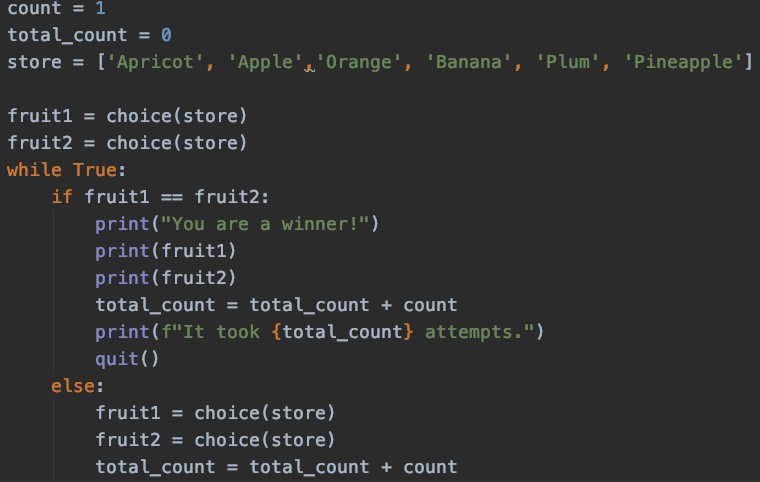 count = 1
total_count = 0
store = ['Apricot', 'Apple','Orange', 'Banana', 'Plum', 'Pineapple']

fruit1 = choice(store)
fruit2 = choice(store)
while True:
    if fruit1 == fruit2:
        print("You are a winner!")
        print(fruit1)
        print(fruit2)
        total_count = total_count + count
        print(f"It took {total_count} attempts.")
        quit()
    else:
        fruit1 = choice(store)
        fruit2 = choice(store)
        total_count = total_count + count